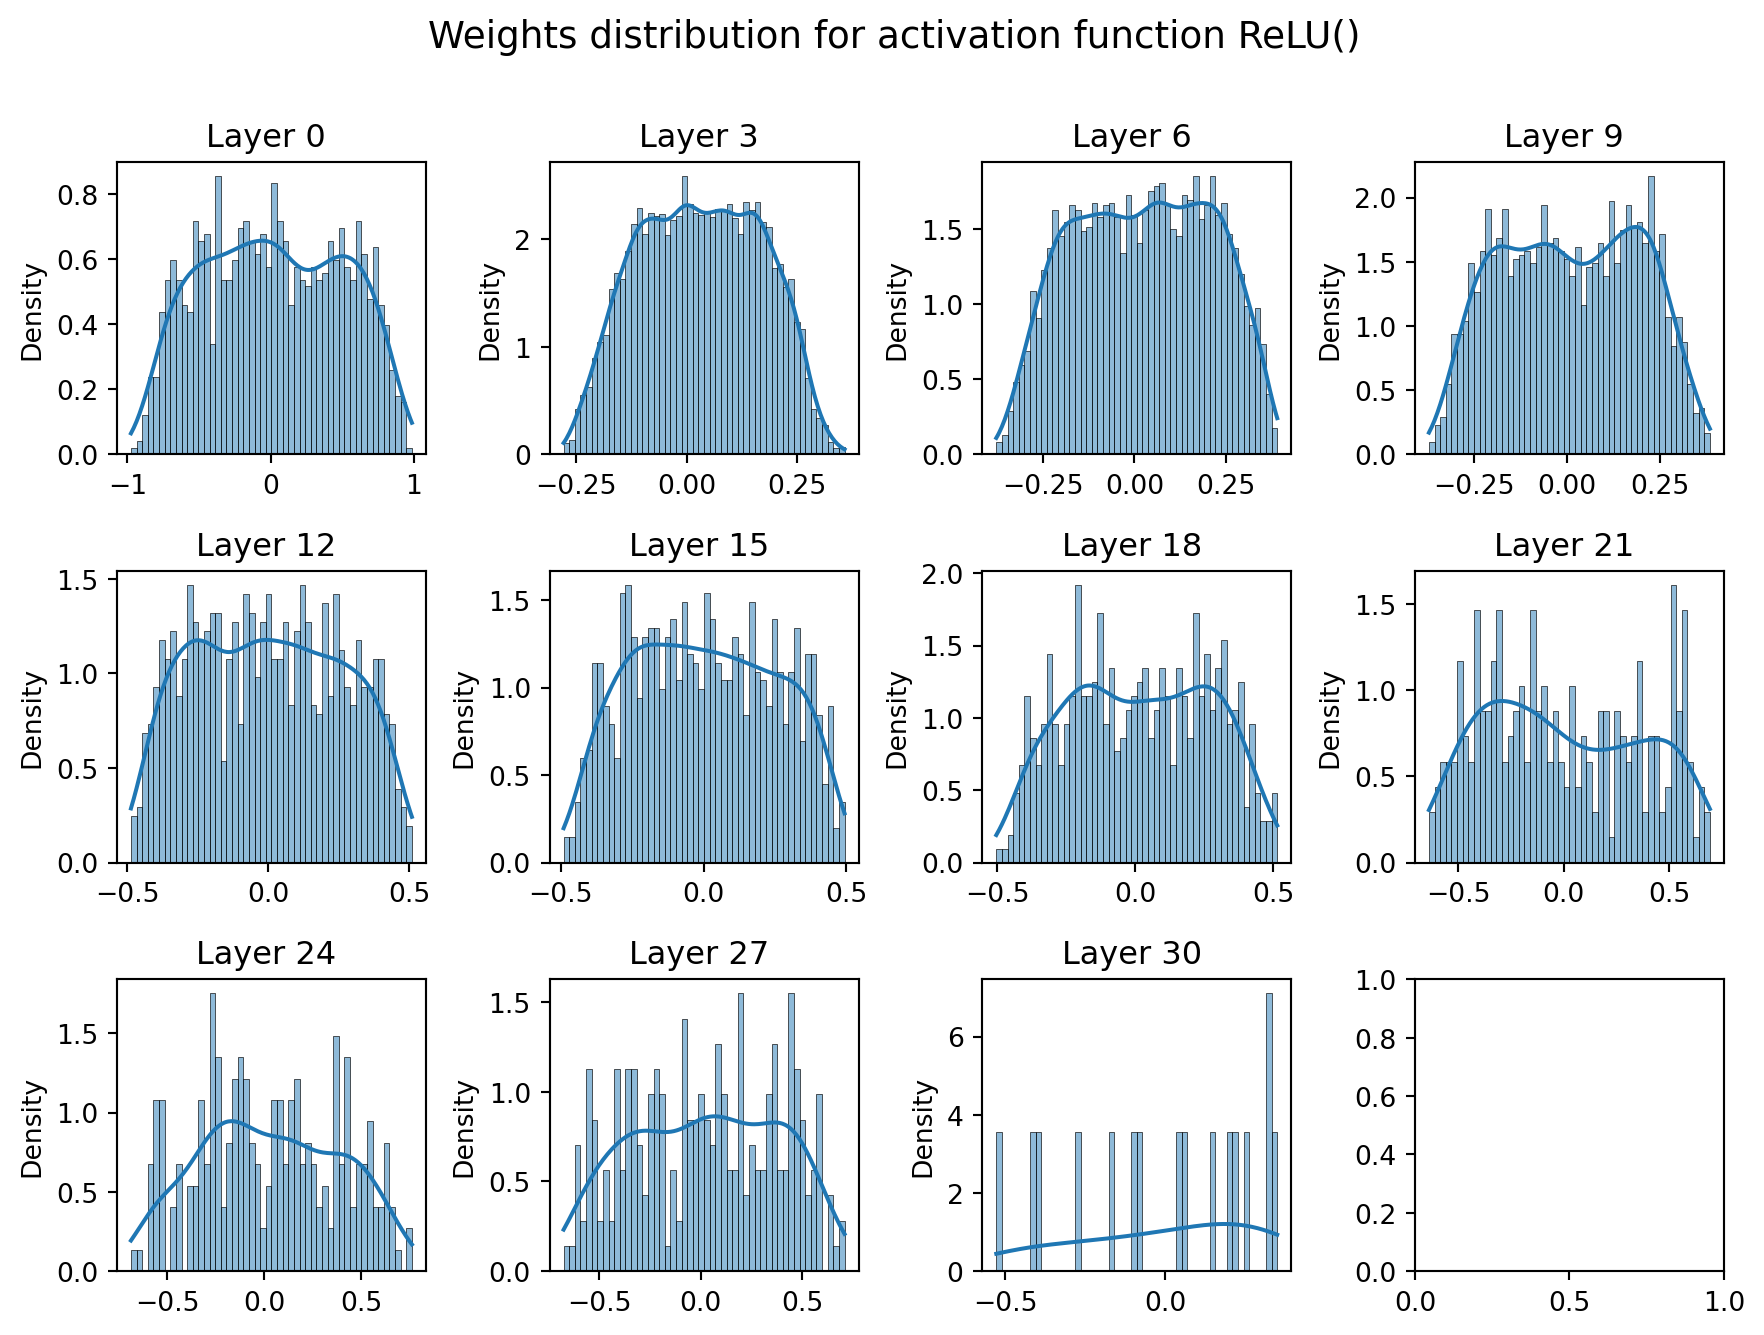 Weights distribution for activation function ReLU()
Layer 0
Density
0.8
0.6
0.4
0.2
0.0
−1 0 1
Layer 3
Density
2
1
0
−0.25 0.00 0.25
Layer 6
Density
1.5
1.0
0.5
0.0
−0.25 0.00 0.25
Layer 9
Density
2.0
1.5
1.0
0.5
0.0
−0.25 0.00 0.25
Layer 12
Density
1.5
1.0
0.5
0.0
−0.5 0.0 0.5
Layer 15
Density
1.5
1.0
0.5
0.0
−0.5 0.0 0.5
Layer 18
Density
2.0
1.5
1.0
0.5
0.0
−0.5 0.0 0.5
Layer 21
Density
1.5
1.0
0.5
0.0
−0.5 0.0 0.5
Layer 24
Density
1.5
1.0
0.5
0.0
−0.5 0.0 0.5
Layer 27
Density
1.5
1.0
0.5
0.0
−0.5 0.0 0.5
Layer 30
Density
6
4
2
0
−0.5 0.0
1.0
0.8
0.6
0.4
0.2
0.0
0.0 0.5 1.0